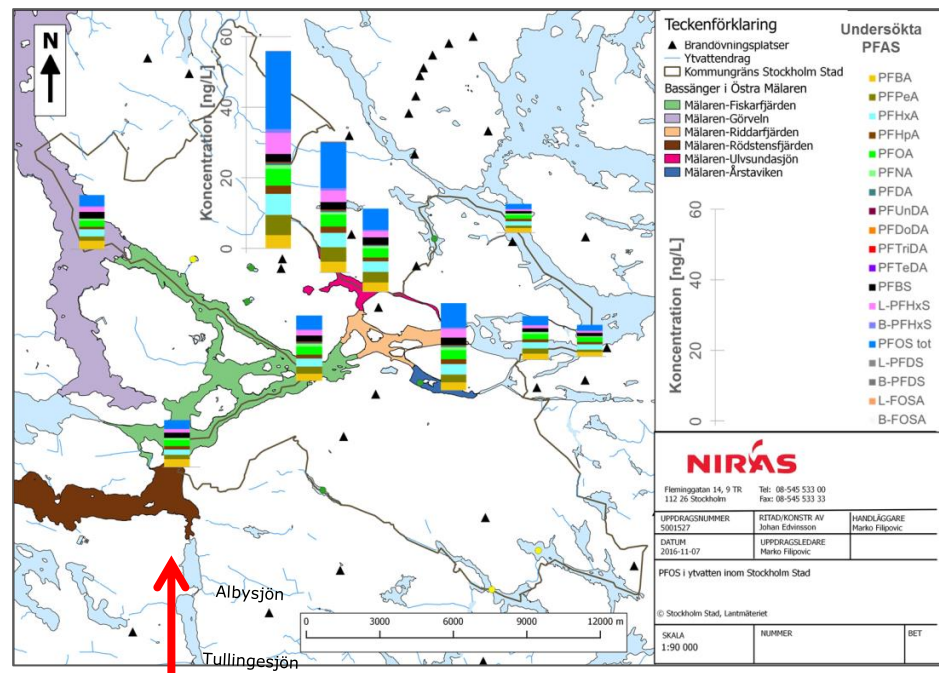 N
Koncentration [ng/L]
60
40
20
0
Albysjön
Tullingesjön
0 3000 6000 9000 12000 m
Teckenförklaring
Brandövningsplatser
Ytvattendrag
Kommungräns Stockholm Stad
Bassänger i Östra Mälaren
Mälaren-Fiskarfjärden
Mälaren-Görveln
Mälaren-Riddarfjärden
Mälaren-Rödstensfjärden
Mälaren-Ulvsundasjön
Mälaren-Årstaviken
Undersökta
PFAS
PFBA
PFPeA
PFHxA
PFHpA
PFOA
PFNA
PFDA
PFUnDA
PFDoDA
PFTriDA
PFTeDA
PFBS
L-PFHxS
B-PFHxS
PFOS tot
L-PFDS
B-PFDS
L-FOSA
B-FOSA
Koncentration [ng/L]
60
40
20
0
NIRAS
Fleminggatan 14, 9 TR Tel: 08-545 533 00
112 26 Stockholm Fax: 08-545 533 33
UPPDRAGSNUMMER RITAD/KONSTR AV HANDLÄGGARE
5001527 Johan Edvinsson Marko Filipovic
DATUM UPPDRAGSLEDARE
2016-11-07 Marko Filipovic
PFOS i ytvatten inom Stockholm Stad
© Stockholm Stad, Lantmäteriet
SKALA NUMMER BET
1:90 000